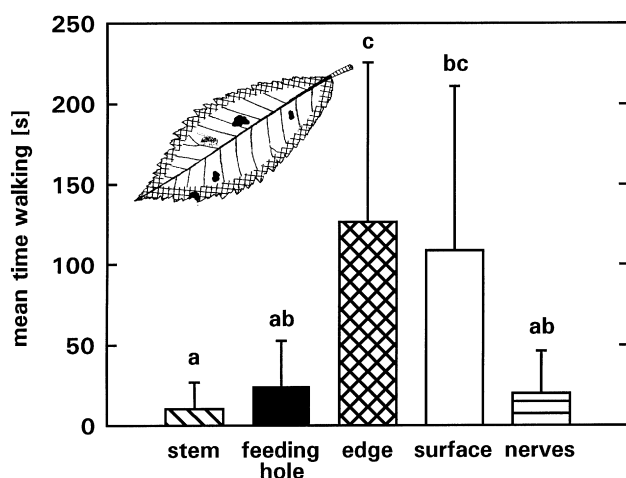 250
c
bc
200
150
mean time walking [s]
100
ab
ab
50
a
0
stem feeding edge surface nerves
hole